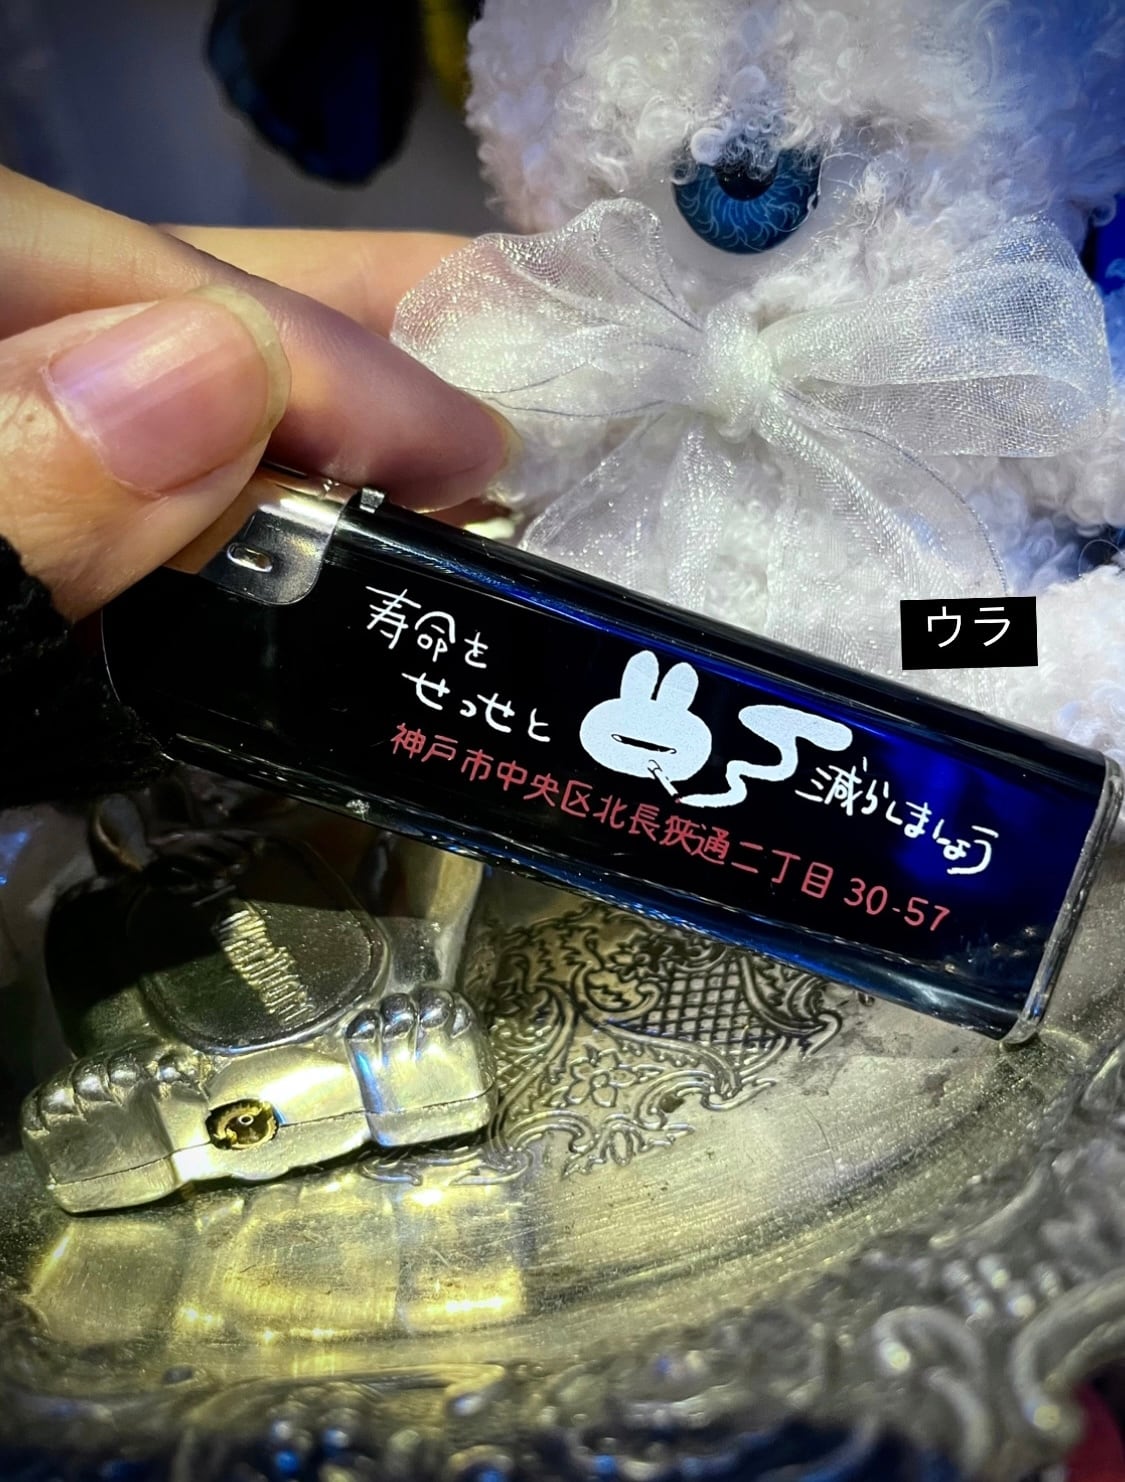 寿命を
せっせと
減らしましょう
神戸市中央区北長狭通二丁目 30-57
ウラ